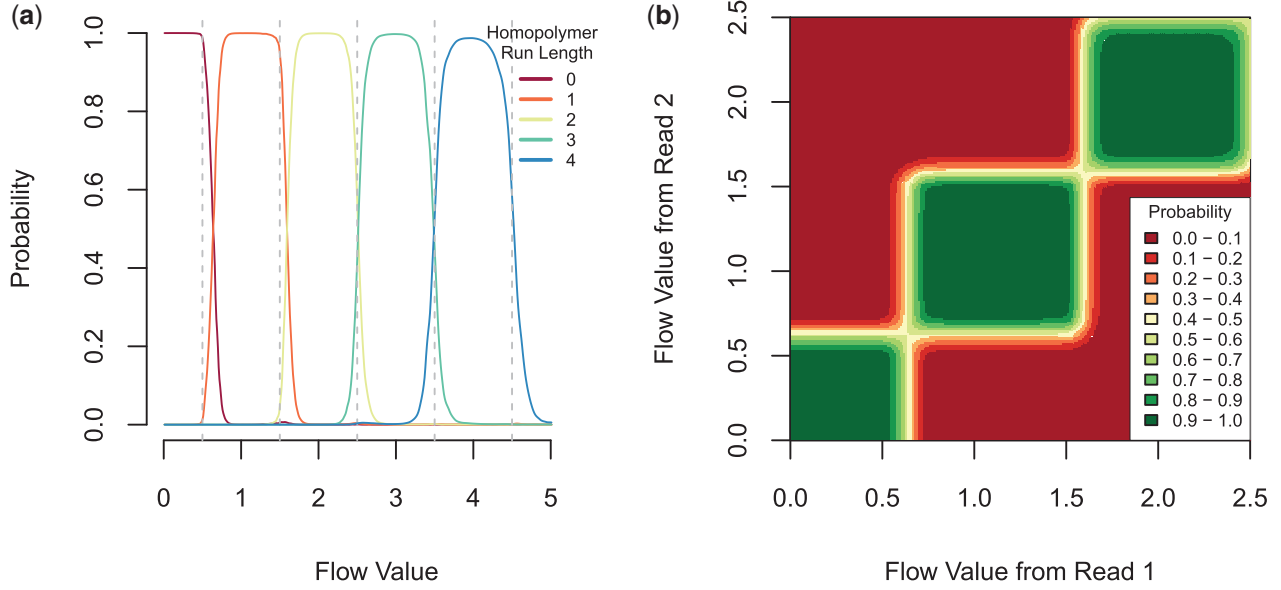 (a)
Probability
1.0
0.8
0.6
0.4
0.2
0.0
Homopolymer
Run Length
0
1
2
3
4
0 1 2 3 4 5
Flow Value
(b)
Flow Value from Read 2
2.5
2.0
1.5
1.0
0.5
0.0
Probability
0.0 – 0.1
0.1 – 0.2
0.2 – 0.3
0.3 – 0.4
0.4 – 0.5
0.5 – 0.6
0.6 – 0.7
0.7 – 0.8
0.8 – 0.9
0.9 – 1.0
0.0 0.5 1.0 1.5 2.0 2.5
Flow Value from Read 1